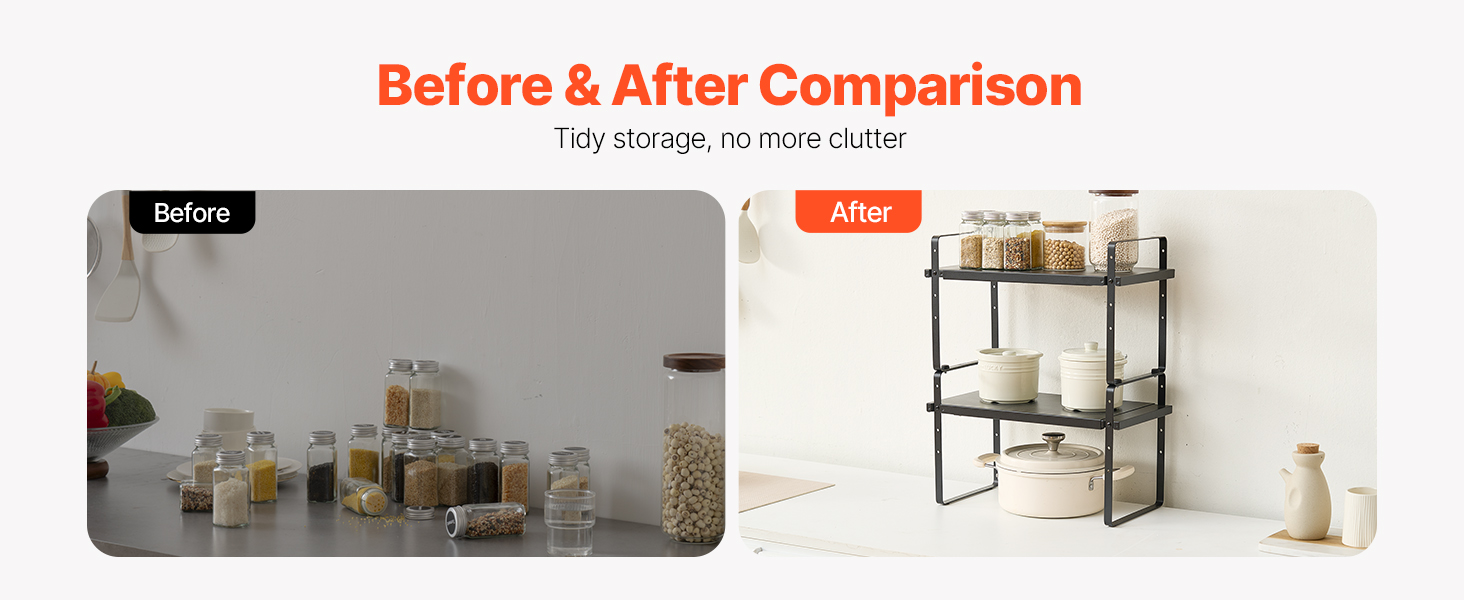 Before & After Comparison
Tidy storage, no more clutter
Before
After